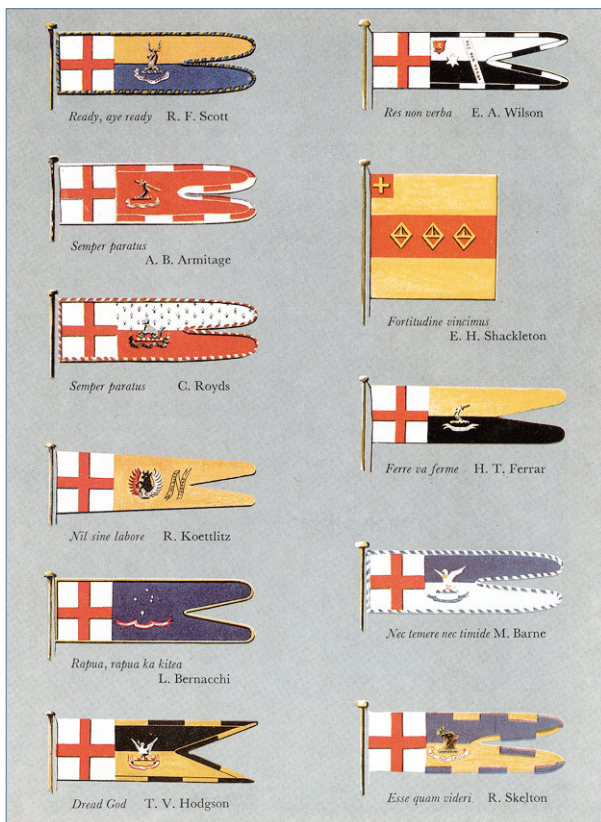 Ready, aye ready R. F. Scott
Semper paratus
A. B. Armitage
Semper paratus C. Royds
Nil sine labore R. Koettlitz
Rapua, rapua ka kitea
L. Bernacchi
Dread God T. V. Hodgson
Res non verba E. A. Wilson
Fortitudine vincimus
E. H. Shackleton
Ferre va ferme H. T. Ferrar
Nec temere nec timide M. Barne
Esse quam videri R. Skelton